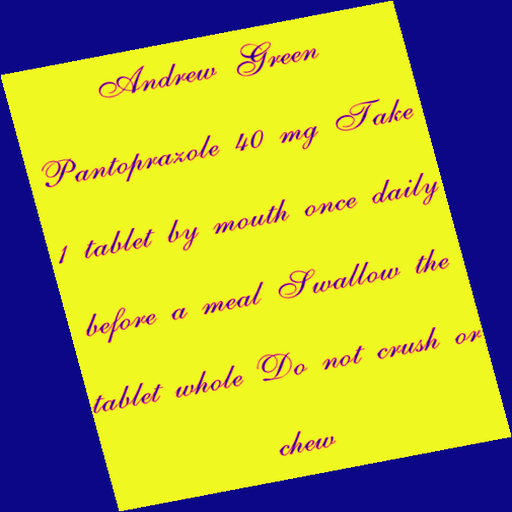 Andrew Green
Pantoprazole 40 mg Take
1 tablet by mouth once daily
before a meal Swallow the
tablet whole Do not crush or
chew